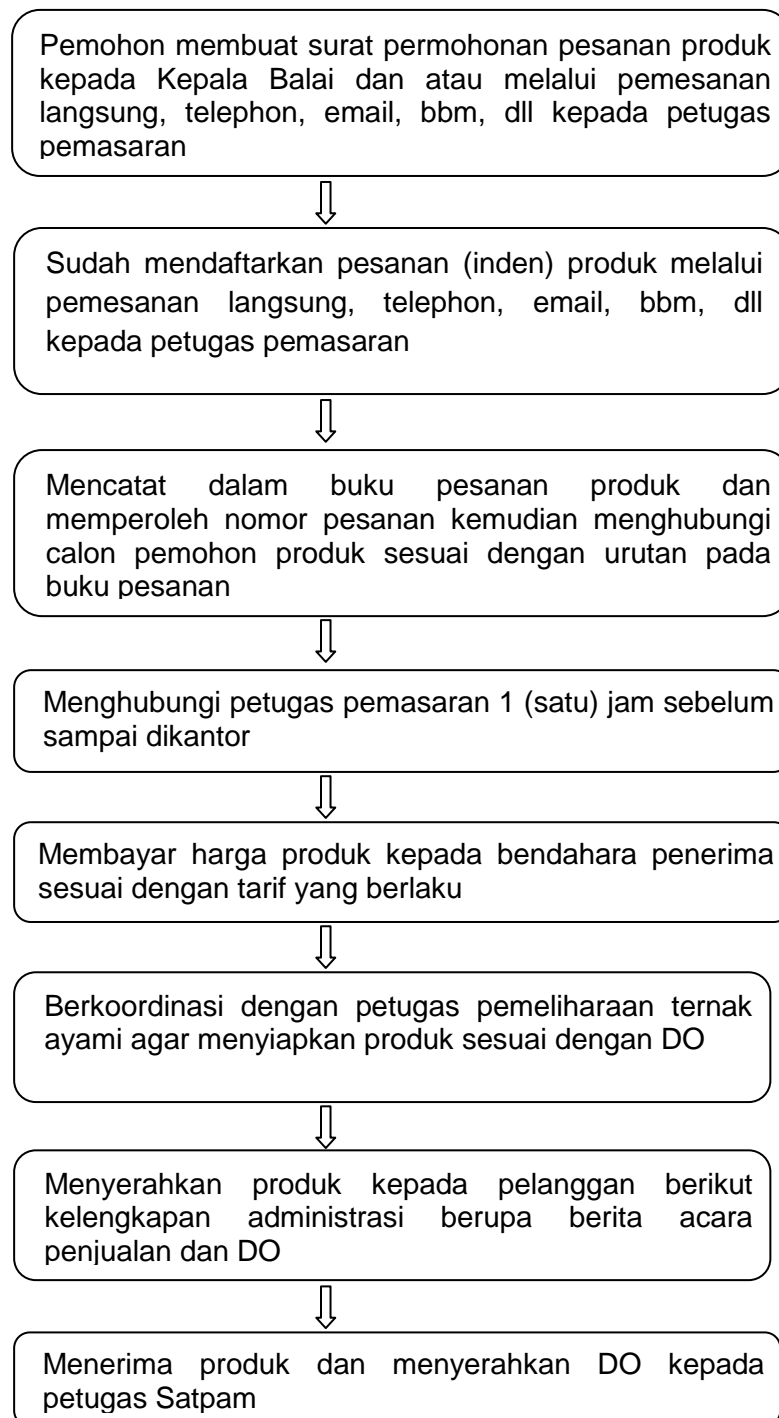 Pemohon membuat surat permohonan pesanan produk
kepada Kepala Balai dan atau melalui pemesanan
langsung, telephon, email, bbm, dll kepada petugas
pemasaran
Sudah mendaftarkan pesanan (inden) produk melalui
pemesanan langsung, telephon, email, bbm, dll
kepada petugas pemasaran
Mencatat dalam buku pesanan produk dan
memperoleh nomor pesanan kemudian menghubungi
calon pemohon produk sesuai dengan urutan pada
buku pesanan
Menghubungi petugas pemasaran 1 (satu) jam sebelum
sampai dikantor
Membayar harga produk kepada bendahara penerima
sesuai dengan tarif yang berlaku
Berkoordinasi dengan petugas pemeliharaan ternak
ayami agar menyiapkan produk sesuai dengan DO
Menyerahkan produk kepada pelanggan berikut
kelengkapan administrasi berupa berita acara
penjualan dan DO
Menerima produk dan menyerahkan DO kepada
petugas Satpam